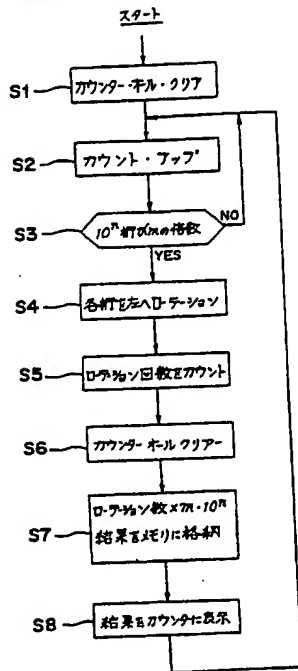 スタート
S1
カウンター・オール・クリア
S2
カウント・アップ
S3
10ⁿ桁がmの倍数
NO
YES
S4
各桁を左へローテーション
S5
ローテーション回数をカウント
S6
カウンターオールクリアー
S7
ローテーション数×m・10ⁿ
結果をメモリに格納
S8
結果をカウンタに表示